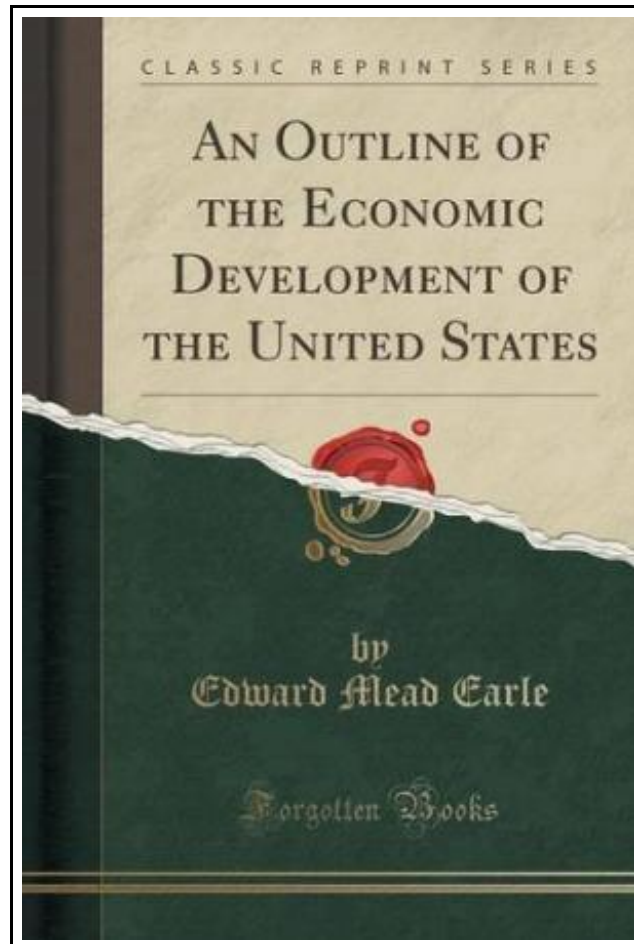 CLASSIC REPRINT SERIES
AN OUTLINE OF
THE ECONOMIC
DEVELOPMENT OF
THE UNITED STATES
by
Edward Mead Earle
Forgotten Books